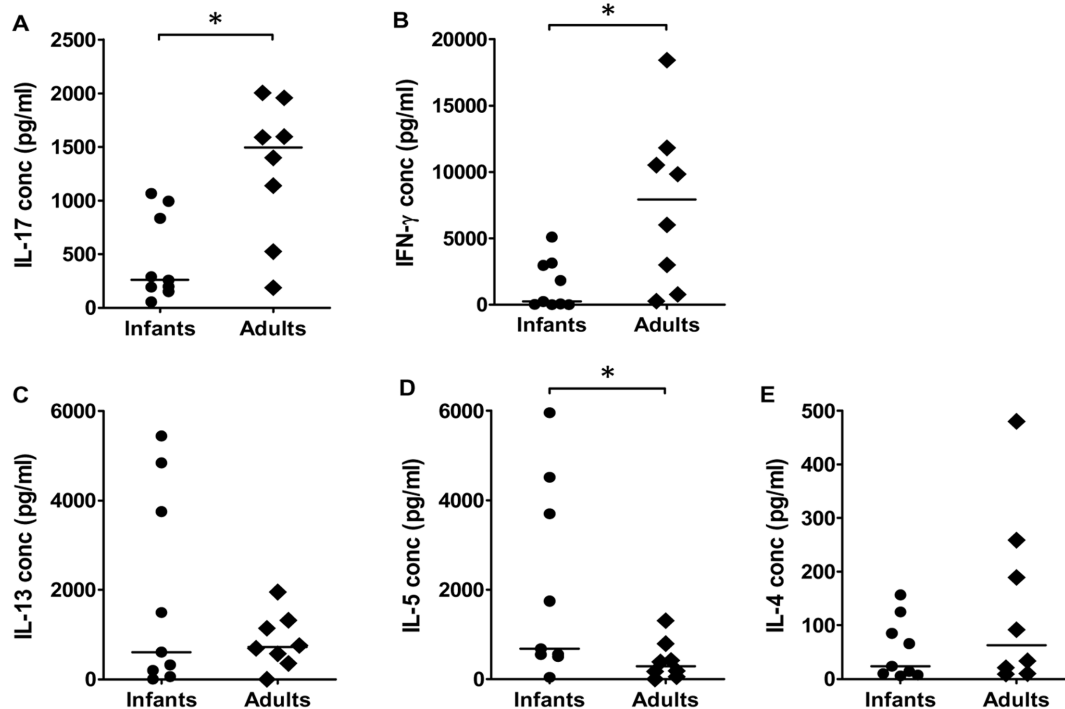 A
*
IL-17 conc (pg/ml)
2500
2000
1500
1000
500
0
Infants Adults
B
*
IFN-γ conc (pg/ml)
20000
15000
10000
5000
0
Infants Adults
C
IL-13 conc (pg/ml)
6000
4000
2000
0
Infants Adults
D
*
IL-5 conc (pg/ml)
6000
4000
2000
0
Infants Adults
E
IL-4 conc (pg/ml)
500
400
300
200
100
0
Infants Adults